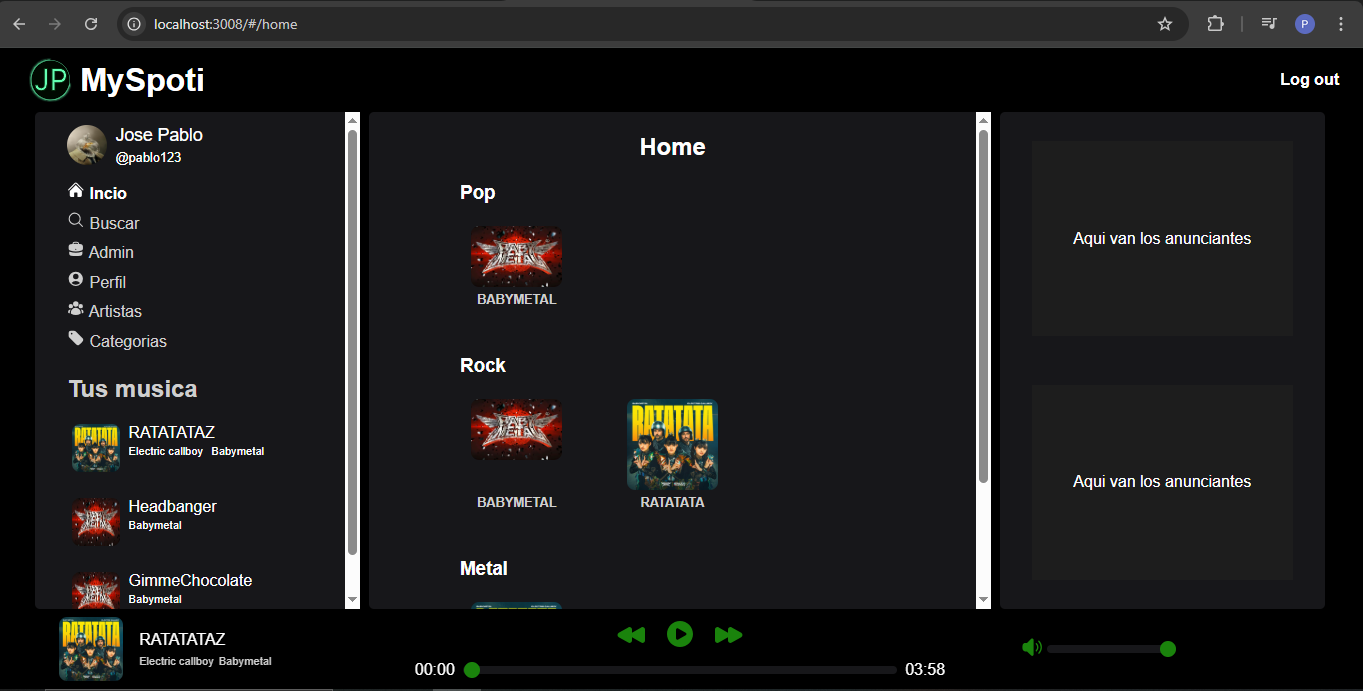 localhost:3008/#/home
P
JP MySpoti
Log out
Jose Pablo
@pablo123
Incio
Buscar
Admin
Perfil
Artistas
Categorias
Tus musica
RATATATAZ
Electric callboy Babymetal
Headbanger
Babymetal
GimmeChocolate
Babymetal
Home
Pop
BABYMETAL
BABYMETAL
Rock
BABYMETAL
RATATATA
BABYMETAL
RATATATA
Metal
Aqui van los anunciantes
Aqui van los anunciantes
RATATATAZ
Electric callboy Babymetal
00:00
03:58